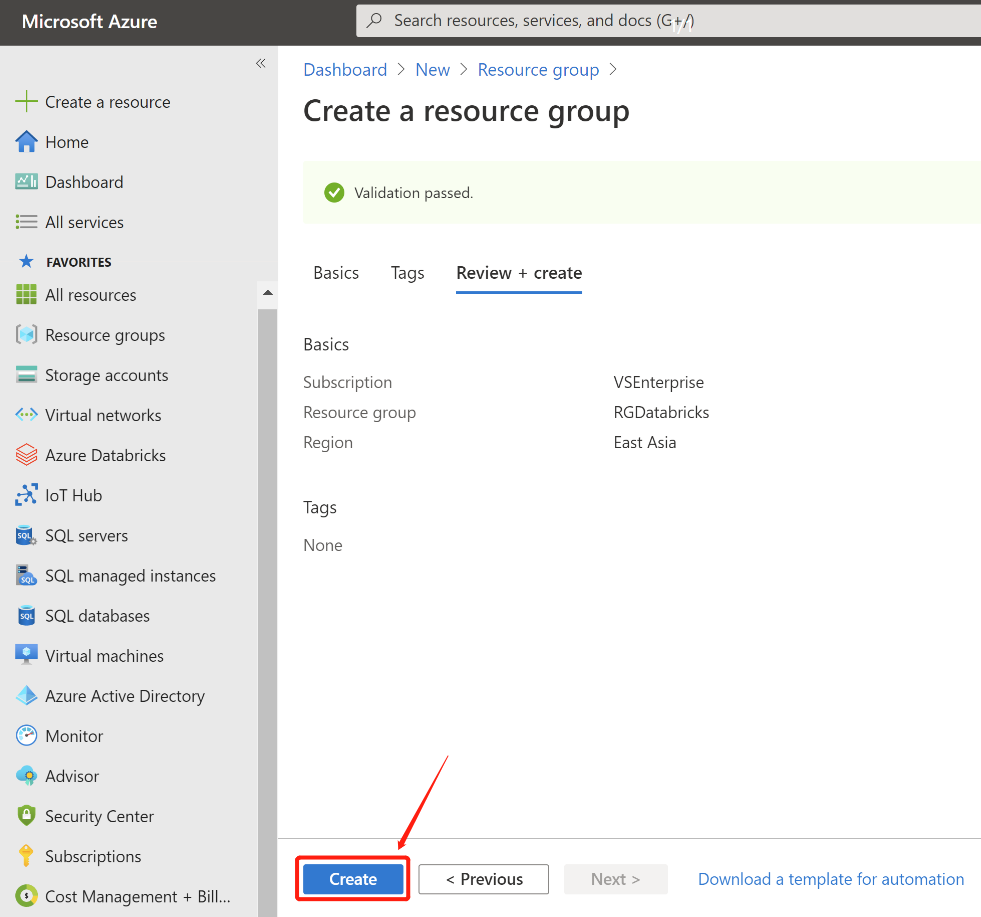 Microsoft Azure
Search resources, services, and docs (G+/)
Create a resource
Home
Dashboard
All services
FAVORITES
All resources
Resource groups
Storage accounts
Virtual networks
Azure Databricks
IoT Hub
SQL servers
SQL managed instances
SQL databases
Virtual machines
Azure Active Directory
Monitor
Advisor
Security Center
Subscriptions
Cost Management + Bill...
Dashboard > New > Resource group >
Create a resource group
Validation passed.
Basics Tags Review + create
Basics
Subscription VSEnterprise
Resource group RGDatabricks
Region East Asia
Tags
None
Create < Previous Next > Download a template for automation